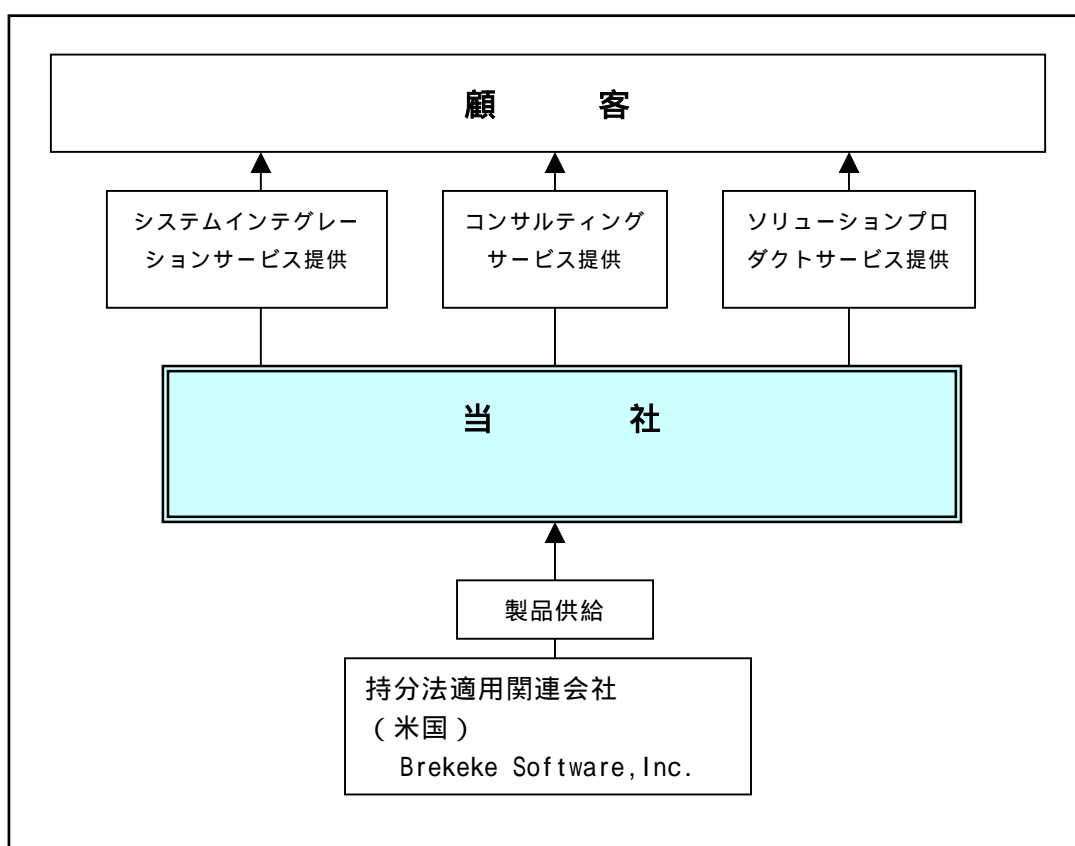 顧　客
システムインテグレー
ションサービス提供
コンサルティング
サービス提供
ソリューションプロ
ダクトサービス提供
当　社
製品供給
持分法適用関連会社
（米国）
Brekeke Software,Inc.